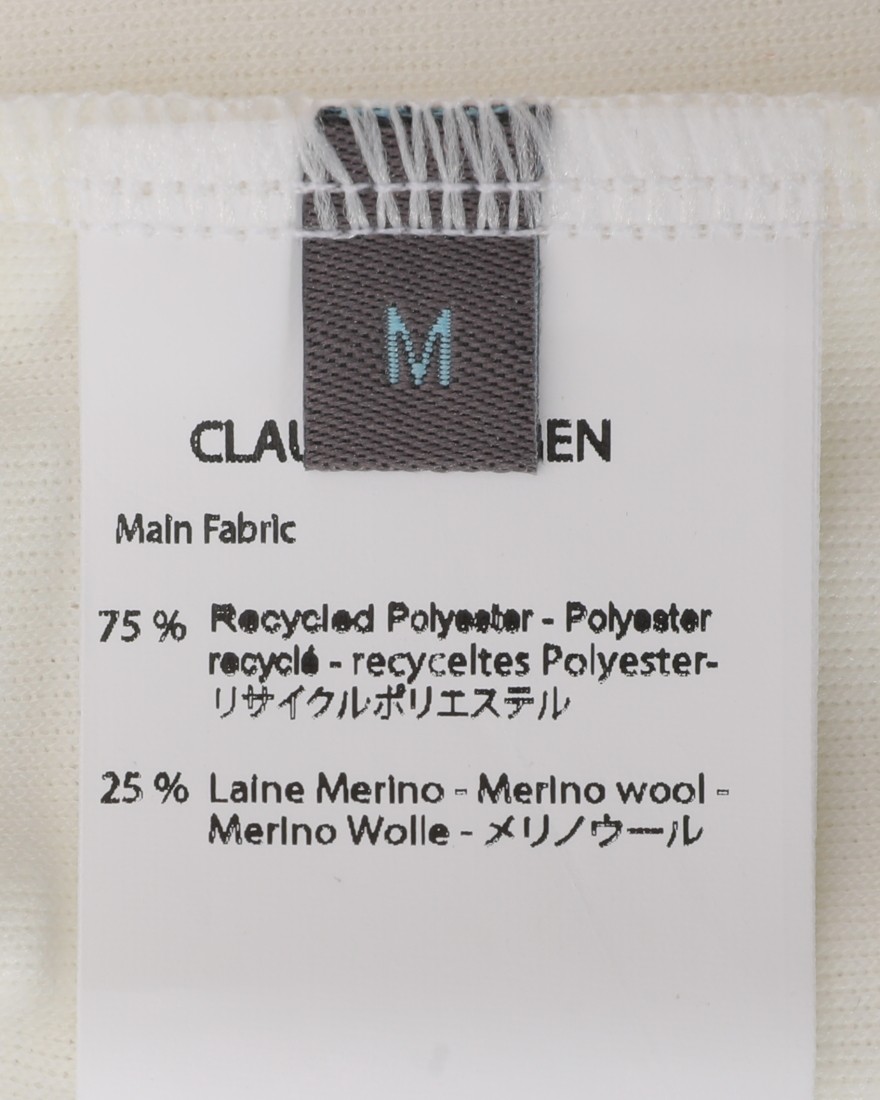 M
Main Fabric
75 % Recycled Polyester - Polyester
recyclé - recyceltes Polyester-
リサイクルポリエステル
25 % Laine Merino - Merino wool -
Merino Wolle - メリノウール